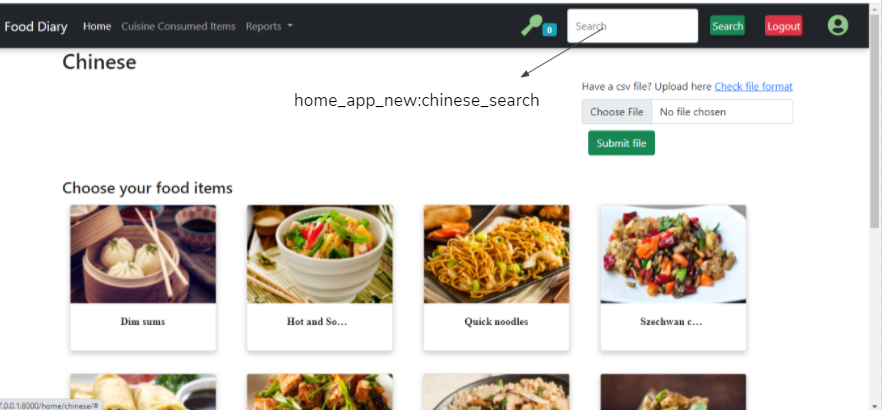 Food Diary Home Cuisine Consumed Items Reports 0 Search Search Logout
Chinese
Have a csv file? Upload here Check file format
home_app_new:chinese_search
Choose File No file chosen
Submit file
Choose your food items
Dim sums Hot and So... Quick noodles Szechwan c...
7.0.0.1:8000/home/chinese/#